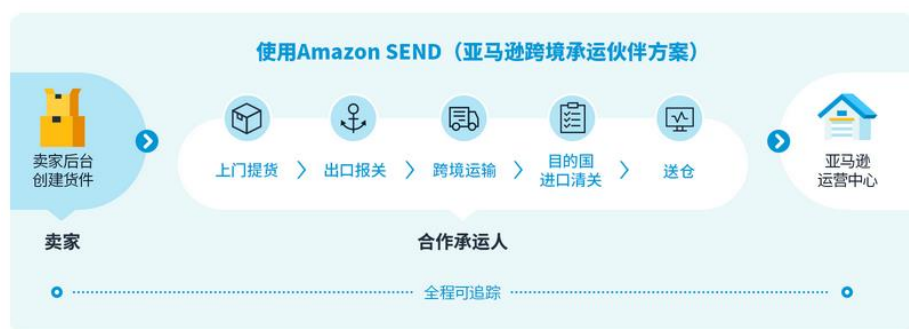 使用Amazon SEND（亚马逊跨境承运伙伴方案）
卖家后台
创建货件
上门提货
出口报关
跨境运输
目的国
进口清关
送仓
亚马逊
运营中心
卖家
合作承运人
全程可追踪